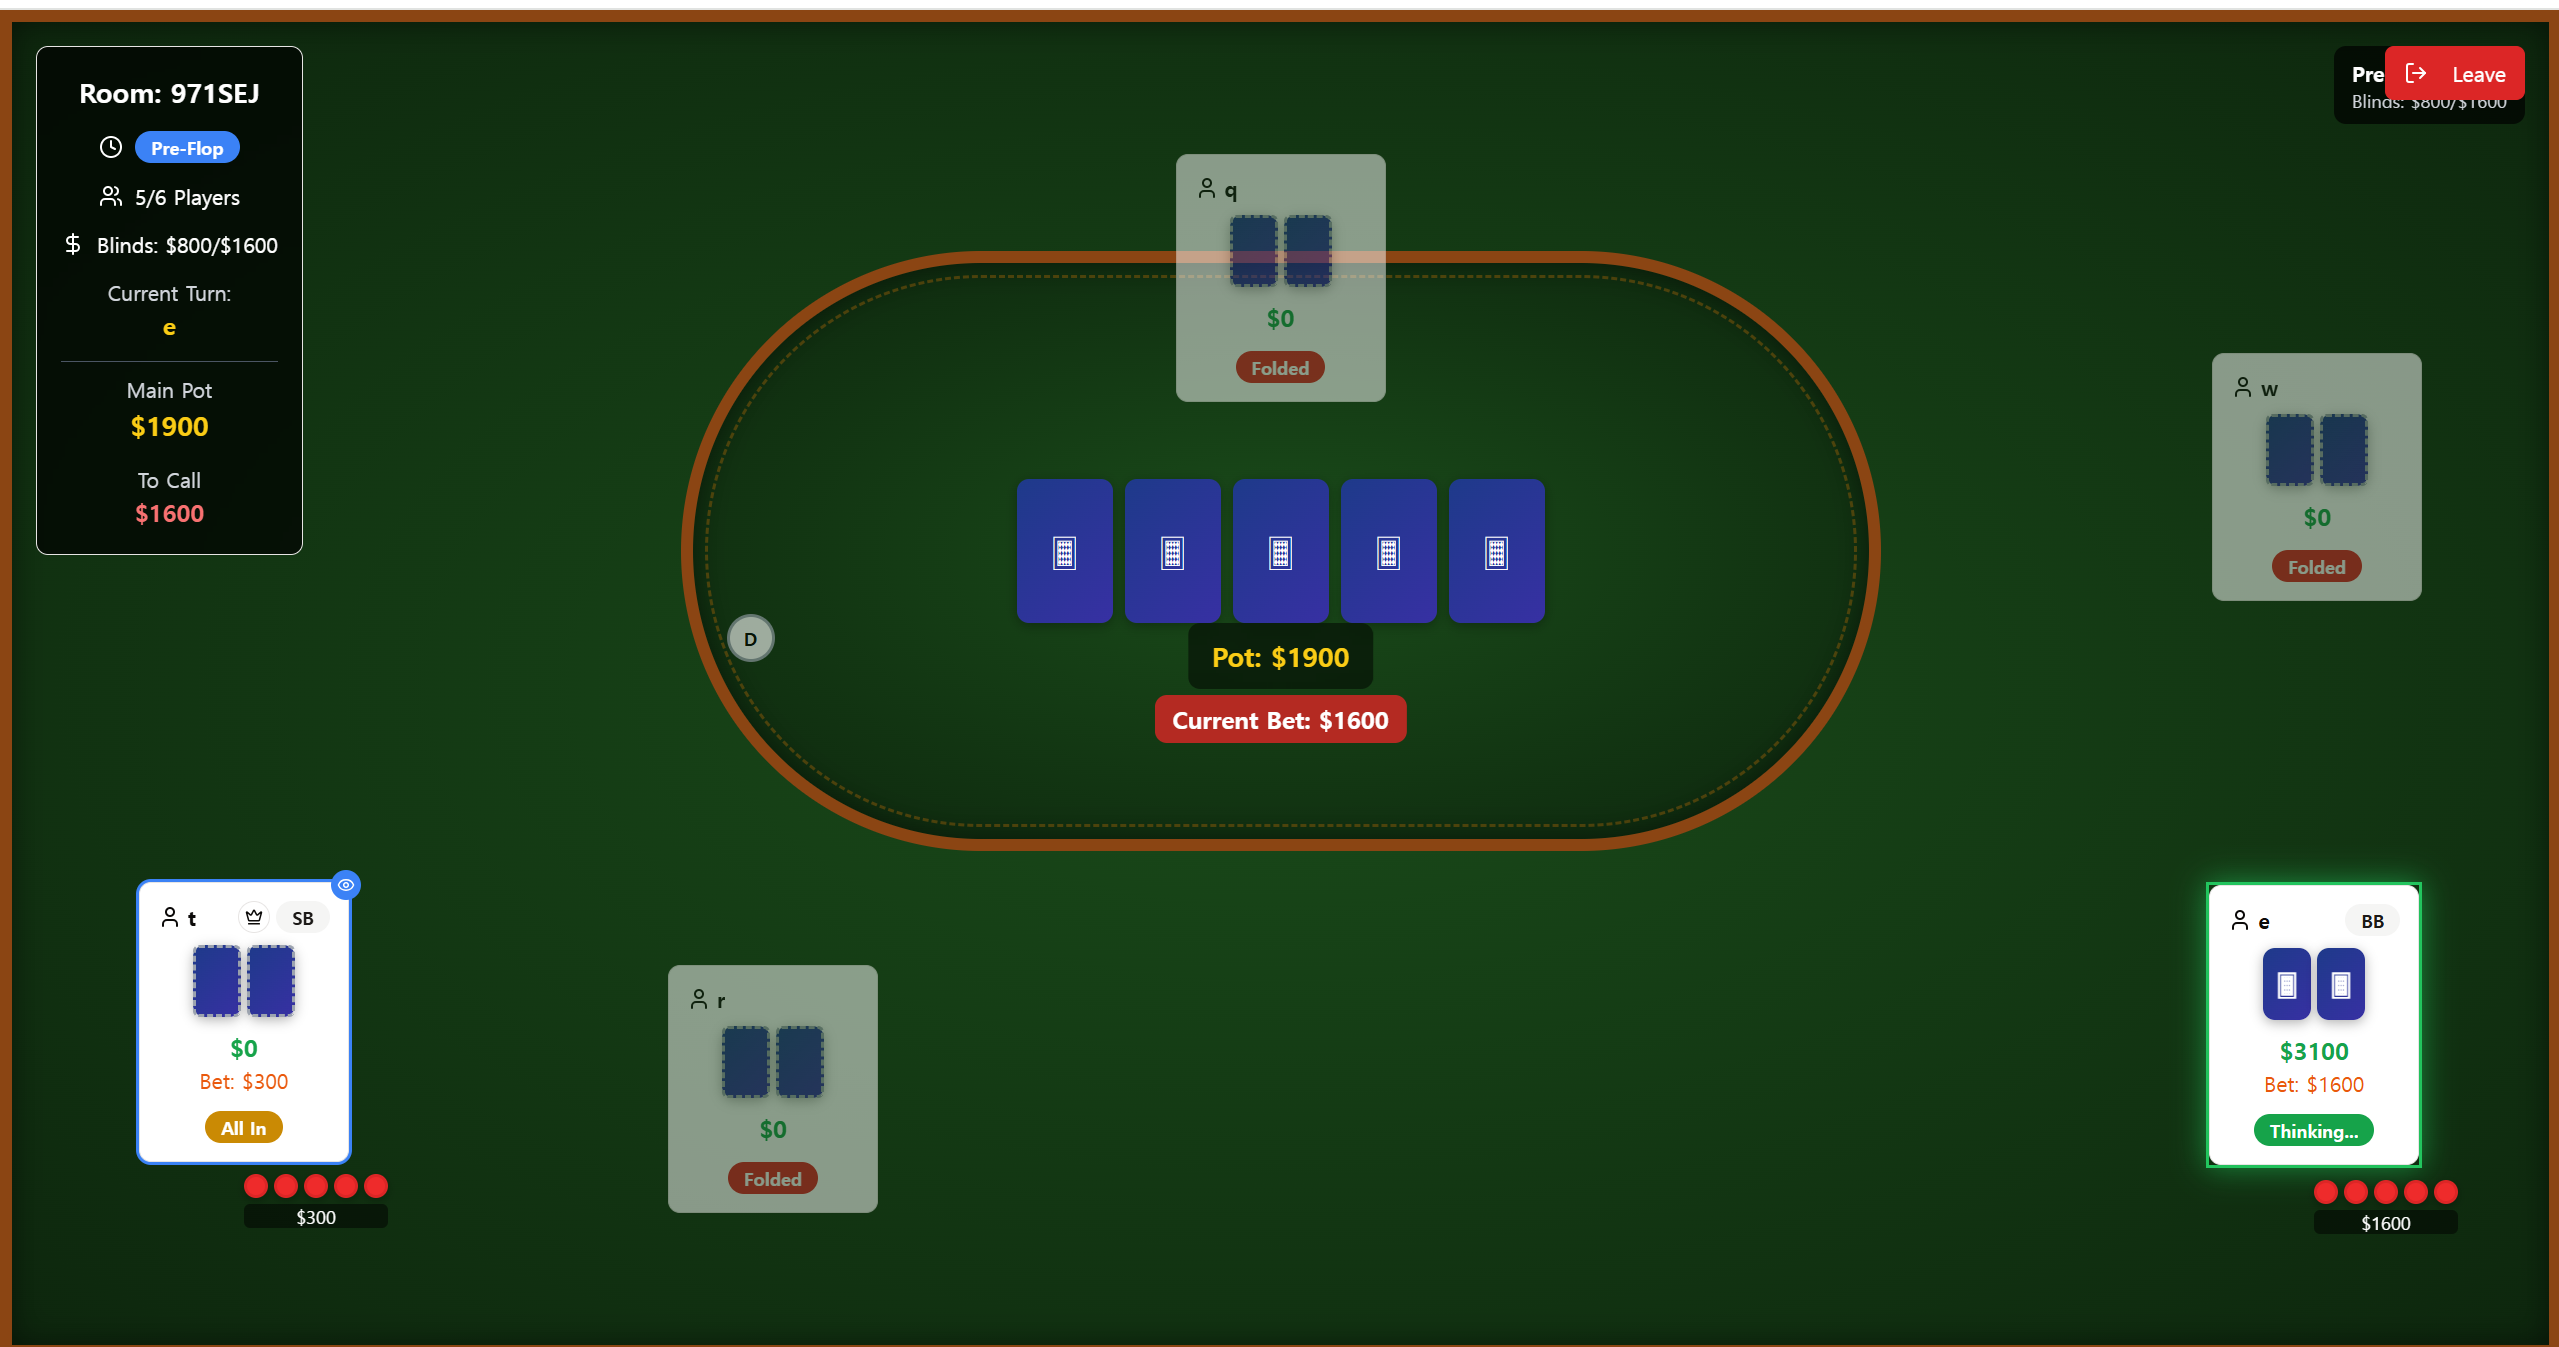 Room: 971SEJ
Pre-Flop
5/6 Players
Blinds: $800/$1600
Current Turn:
e
Main Pot
$1900
To Call
$1600
Pre
Leave
Blinds: $800/$1600
q
$0
Folded
w
$0
Folded
D
Pot: $1900
Current Bet: $1600
t
SB
$0
Bet: $300
All In
$300
r
$0
Folded
e
BB
$3100
Bet: $1600
Thinking...
$1600